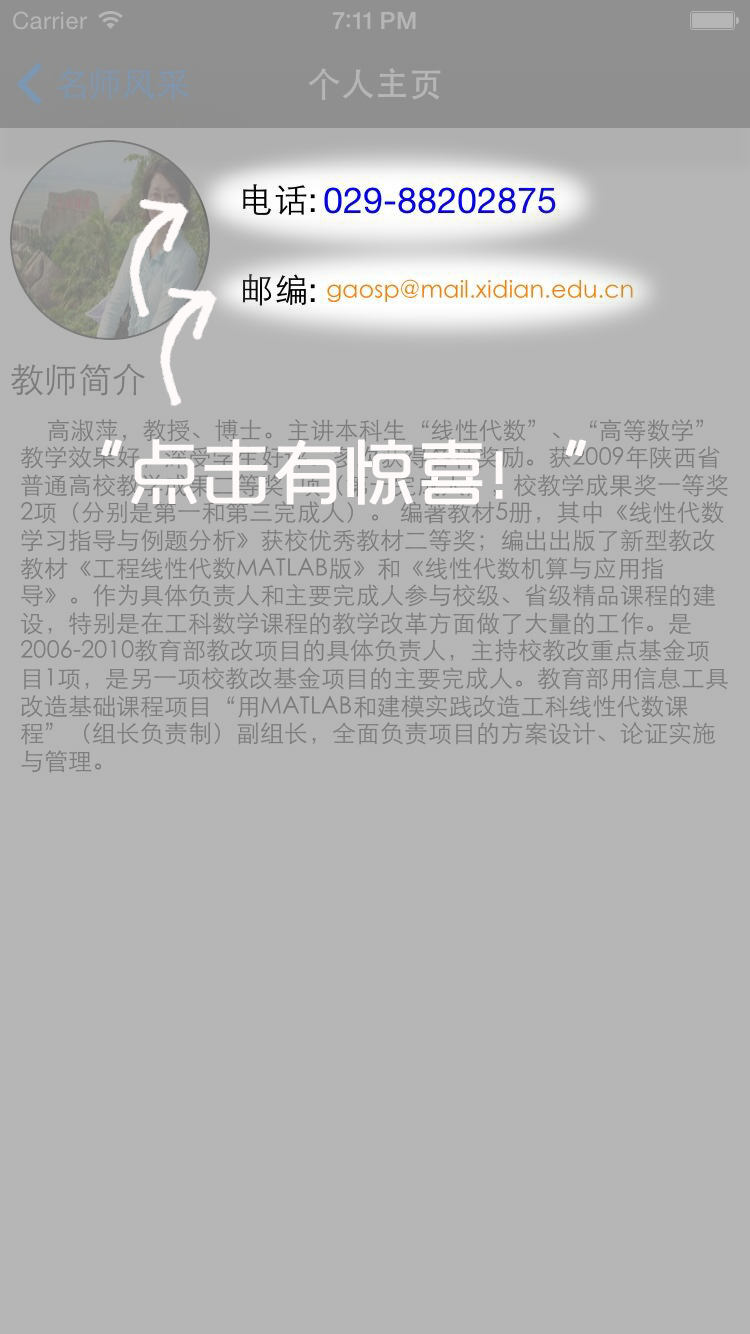 Carrier 7:11 PM
名师风采 个人主页
电话: 029-88202875
邮编: gaosp@mail.xidian.edu.cn
教师简介
高淑萍，教授、博士。主讲本科生“线性代数”、“高等数学”
“点击有惊喜！“
教学效果好 奖励。获2009年陕西省
普通高校教 校教学成果奖一等奖
2项（分别是第一和第三完成人）。 编著教材5册，其中《线性代数
学习指导与例题分析》获校优秀教材二等奖；编出出版了新型教改
教材《工程线性代数MATLAB版》和《线性代数机算与应用指
导》。作为具体负责人和主要完成人参与校级、省级精品课程的建
设，特别是在工科数学课程的教学改革方面做了大量的工作。是
2006-2010教育部教改项目的具体负责人，主持校教改重点基金项
目1项，是另一项校教改基金项目的主要完成人。教育部用信息工具
改造基础课程项目“用MATLAB和建模实践改造工科线性代数课
程”（组长负责制）副组长，全面负责项目的方案设计、论证实施
与管理。